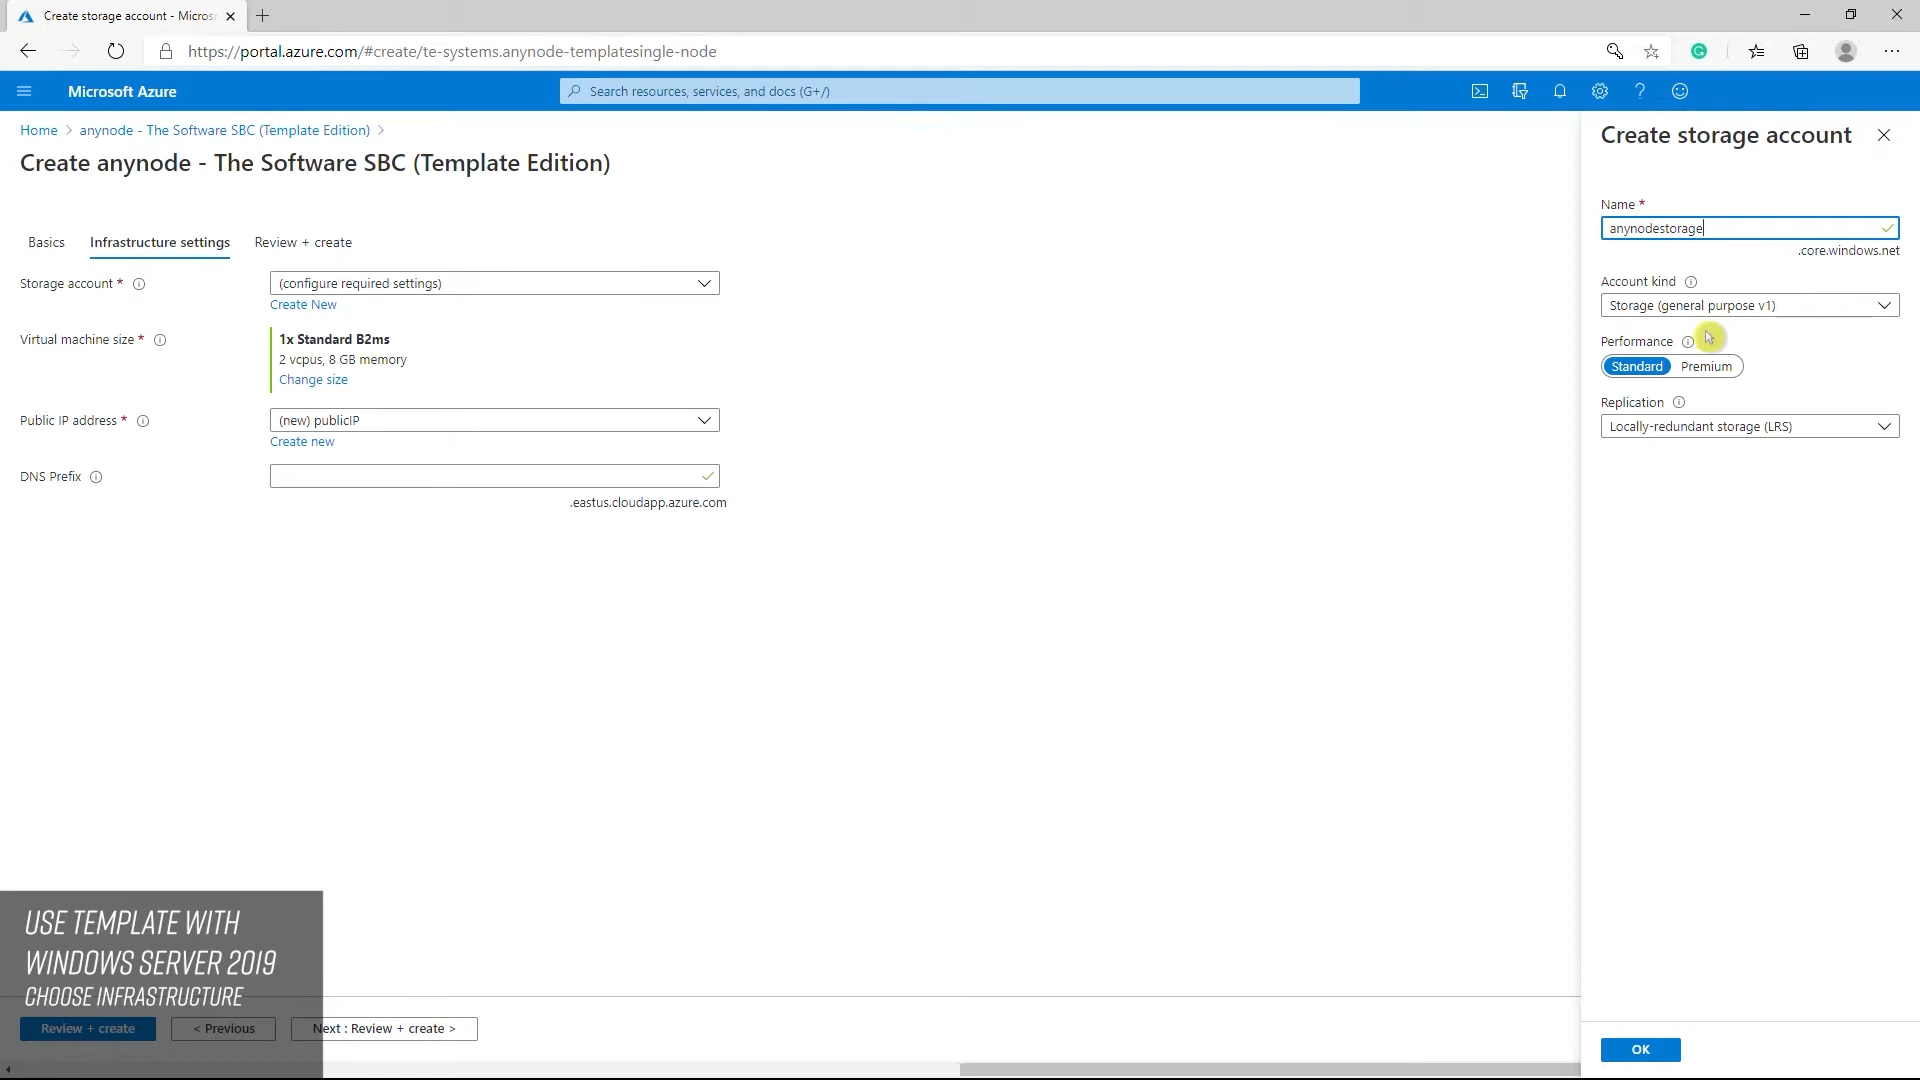 Create storage account - Micros
https://portal.azure.com/#create/te-systems.anynode-templatesingle-node
Microsoft Azure
Search resources, services, and docs (G+/)
Home > anynode - The Software SBC (Template Edition) >
Create anynode - The Software SBC (Template Edition)
Basics
Infrastructure settings
Review + create
Storage account *
(configure required settings)
Create New
Virtual machine size *
1x Standard B2ms
2 vcpus, 8 GB memory
Change size
Public IP address *
(new) publicIP
Create new
DNS Prefix
.eastus.cloudapp.azure.com
Create storage account
Name *
anynodestorage
.core.windows.net
Account kind
Storage (general purpose v1)
Performance
Standard
Premium
Replication
Locally-redundant storage (LRS)
USE TEMPLATE WITH
WINDOWS SERVER 2019
CHOOSE INFRASTRUCTURE
Review + create
< Previous
Next : Review + create >
OK